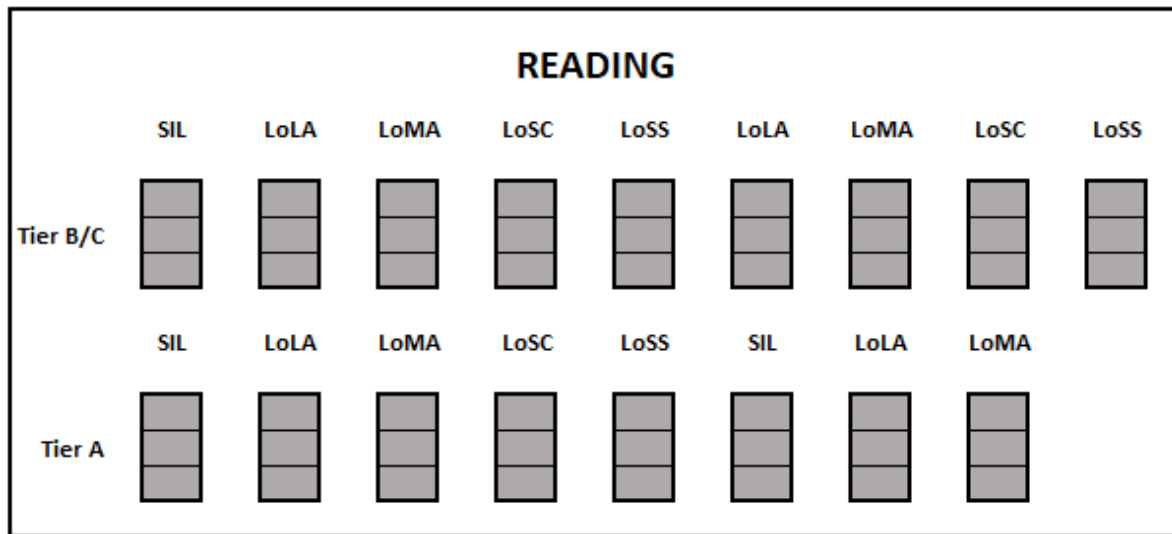 READING
SIL LoLA LoMA LoSC LoSS LoLA LoMA LoSC LoSS
Tier B/C
SIL LoLA LoMA LoSC LoSS SIL LoLA LoMA
Tier A